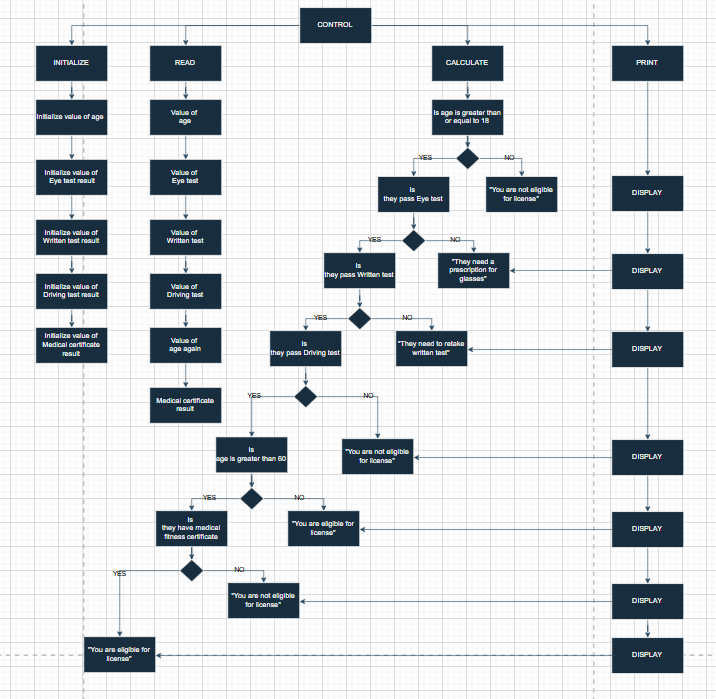 CONTROL
INITIALIZE
READ
CALCULATE
PRINT
Initialize value of age
Value of
age
Is age is greater than
or equal to 18
YES
NO
Initialize value of
Eye test result
Value of
Eye test
Is
they pass Eye test
"You are not eligible
for license"
DISPLAY
Initialize value of
Written test result
Value of
Written test
YES
NO
Is
they pass Written test
"They need a
prescription for
glasses"
DISPLAY
Initialize value of
Driving test result
Value of
Driving test
YES
NO
Initialize value of
Medical certificate
result
Value of
age again
Is
they pass Driving test
"They need to retake
written test"
DISPLAY
Medical certificate
result
YES
NO
Is
age is greater than 60
"You are not eligible
for license"
DISPLAY
YES
NO
Is
they have medical
fitness certificate
"You are eligible for
license"
DISPLAY
YES
NO
"You are not eligible
for license"
DISPLAY
"You are eligible for
license"
DISPLAY